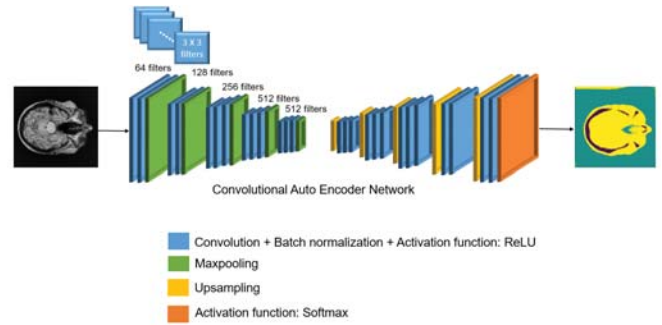 3 X 3
filters
64 filters
128 filters
256 filters
512 filters
512 filters
Convolutional Auto Encoder Network
Convolution + Batch normalization + Activation function: ReLU
Maxpooling
Upsampling
Activation function: Softmax